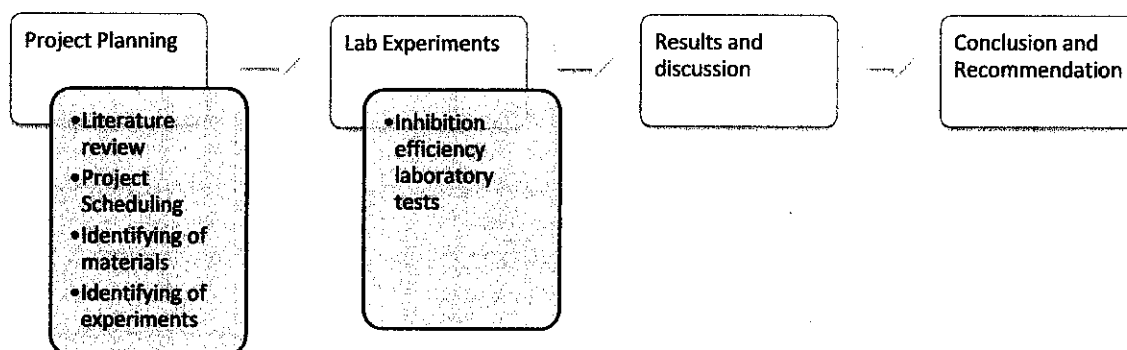 Project Planning
•Literature
review
•Project
Scheduling
•Identifying of
materials
•Identifying of
experiments
Lab Experiments
•Inhibition
efficiency
laboratory
tests
Results and
discussion
Conclusion and
Recommendation